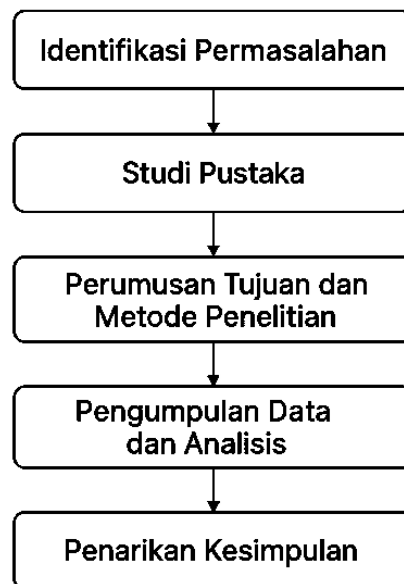 Identifikasi Permasalahan
Studi Pustaka
Perumusan Tujuan dan
Metode Penelitian
Pengumpulan Data
dan Analisis
Penarikan Kesimpulan